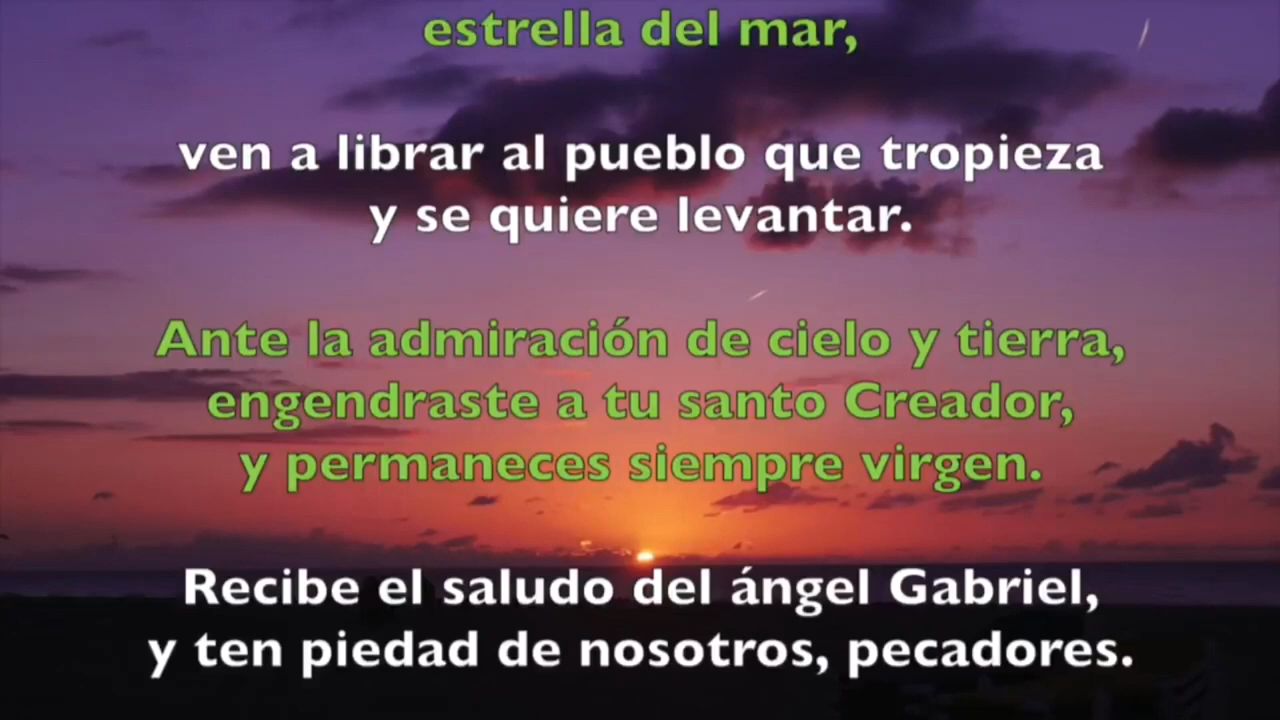 estrella del mar,
ven a librar al pueblo que tropieza
y se quiere levantar.
Ante la admiración de cielo y tierra,
engendraste a tu santo Creador,
y permaneces siempre virgen.
Recibe el saludo del ángel Gabriel,
y ten piedad de nosotros, pecadores.